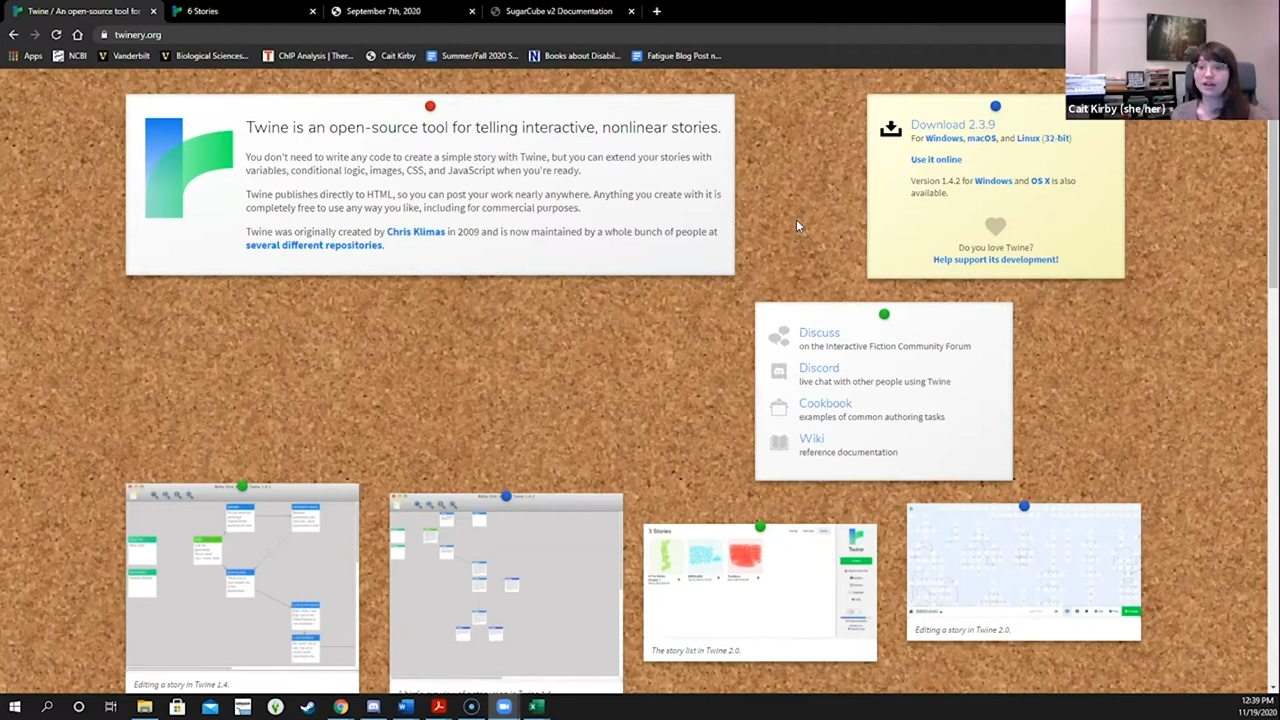 Twine / An open-source tool for
6 Stories
September 7th, 2020
SugarCube v2 Documentation
twinery.org
Apps
NCBI
Vanderbilt
Biological Sciences...
ChIP Analysis | Ther...
Cait Kirby
Summer/Fall 2020 S...
Books about Disabil...
Fatigue Blog Post n...
Cait Kirby (she/her)
Twine is an open-source tool for telling interactive, nonlinear stories.
You don't need to write any code to create a simple story with Twine, but you can extend your stories with
variables, conditional logic, images, CSS, and JavaScript when you're ready.
Twine publishes directly to HTML, so you can post your work nearly anywhere. Anything you create with it is
completely free to use any way you like, including for commercial purposes.
Twine was originally created by Chris Klimas in 2009 and is now maintained by a whole bunch of people at
several different repositories.
Download 2.3.9
For Windows, macOS, and Linux (32-bit)
Use it online
Version 1.4.2 for Windows and OS X is also
available.
Do you love Twine?
Help support its development!
Discuss
on the Interactive Fiction Community Forum
Discord
live chat with other people using Twine
Cookbook
examples of common authoring tasks
Wiki
reference documentation
3 Stories
Twine
Editing a story in Twine 1.4.
The story list in Twine 2.0.
Editing a story in Twine 2.0.
12:39 PM
11/19/2020